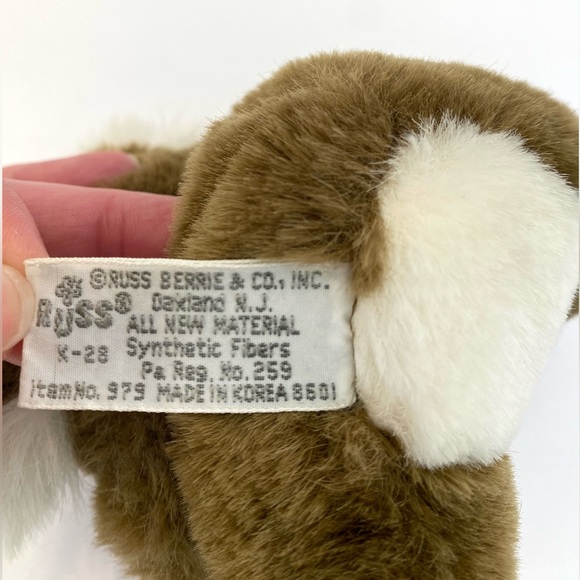 ©RUSS BERRIE & CO., INC.
Oakland N.J.
RUSS® ALL NEW MATERIAL
K-28 Synthetic Fibers
Pa Reg. No. 259
Item No. 979 MADE IN KOREA 8601